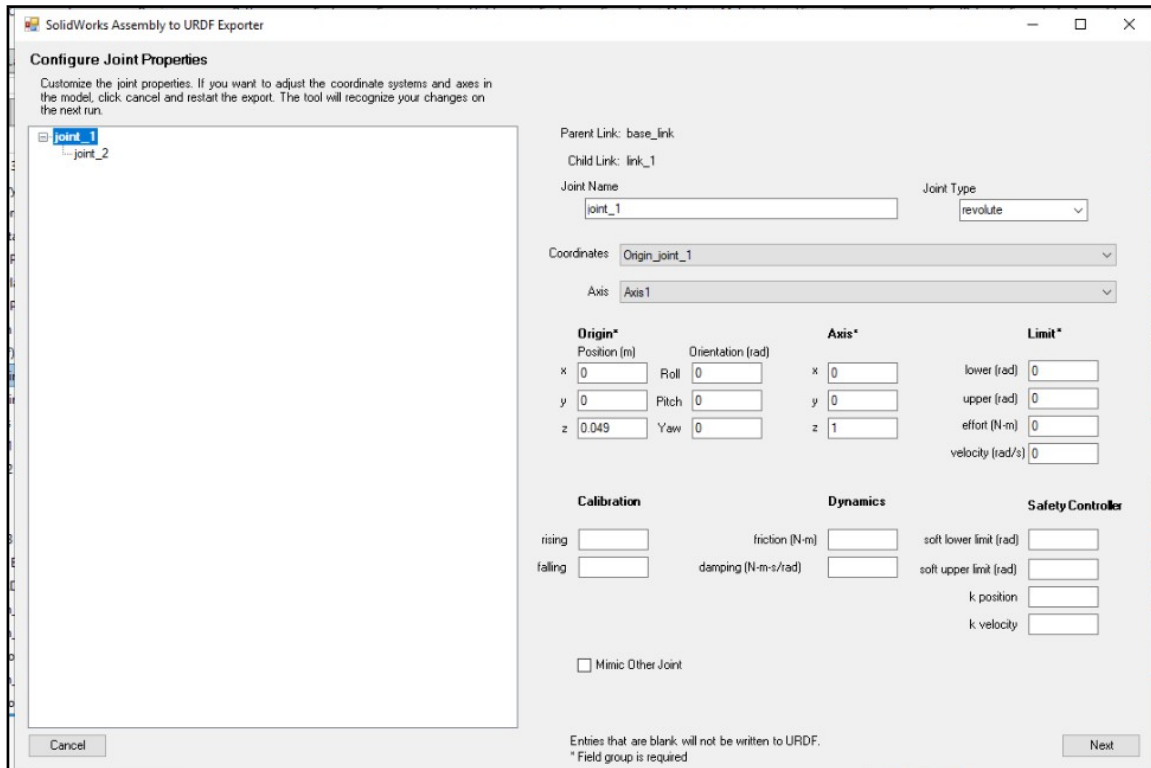 SolidWorks Assembly to URDF Exporter
Configure Joint Properties
Customize the joint properties. If you want to adjust the coordinate systems and axes in
the model, click cancel and restart the export. The tool will recognize your changes on
the next run.
joint_1
joint_2
Parent Link: base_link
Child Link: link_1
Joint Name
joint_1
Joint Type
revolute
Coordinates Origin_joint_1
Axis Axis1
Origin*
Position (m) Orientation (rad)
x 0 Roll 0
y 0 Pitch 0
z 0.049 Yaw 0
Axis*
x 0
y 0
z 1
Limit*
lower (rad) 0
upper (rad) 0
effort (N-m) 0
velocity (rad/s) 0
Calibration
rising
falling
Dynamics
friction (N-m)
damping (N-m-s/rad)
Safety Controller
soft lower limit (rad)
soft upper limit (rad)
k position
k velocity
Mimic Other Joint
Cancel
Entries that are blank will not be written to URDF.
* Field group is required
Next